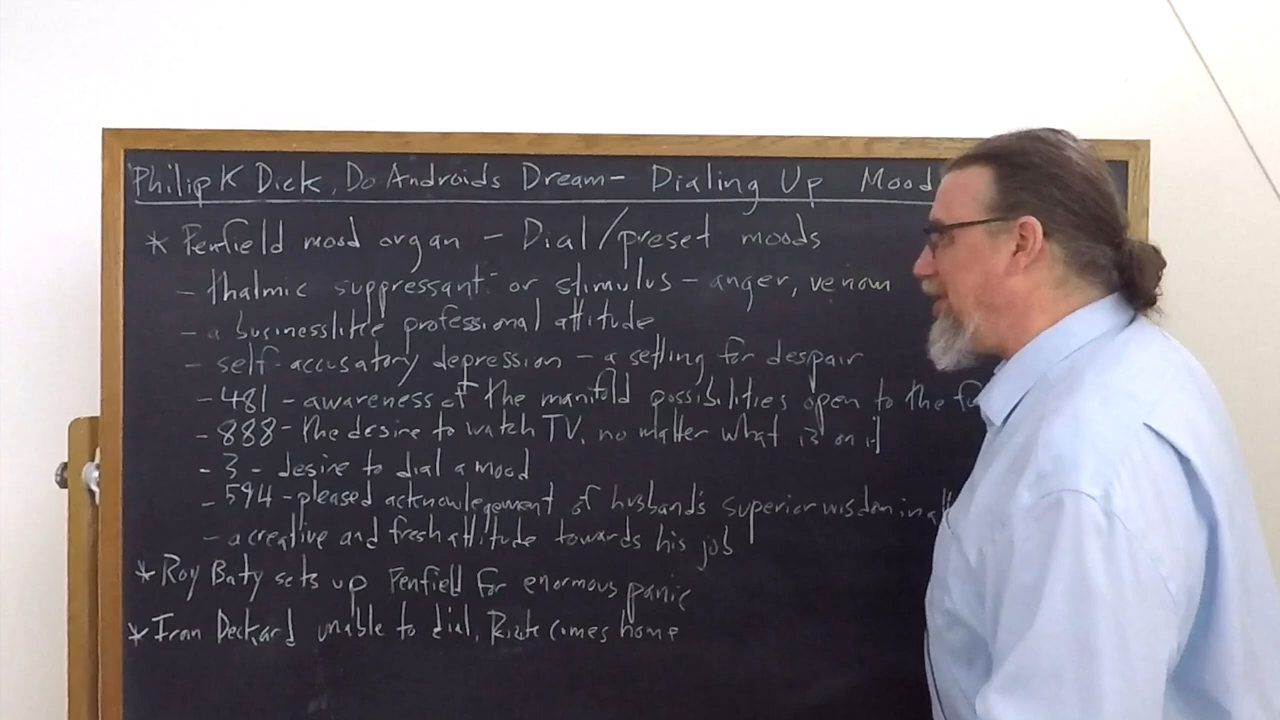 Philip K Dick, Do Androids Dream - Dialing Up Mood
* Penfield mood organ - Dial/preset moods
- thalmic suppressant or stimulus - anger, venom
- a businesslike professional attitude
- self-accusatory depression - a setting for despair
- 481 - awareness of the manifold possibilities open to the fu
- 888 - the desire to watch TV, no matter what is on it
- 3 - desire to dial a mood
- 594 - pleased acknowlegement of husband's superior wisdom in all
- a creative and fresh attitude towards his job
* Roy Baty sets up Penfield for enormous panic
* Iran Deckard unable to dial, Rick comes home